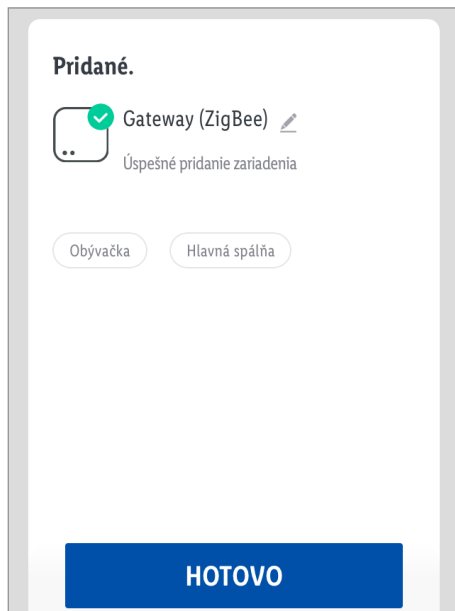 Pridané.
Gateway (ZigBee)
Úspešné pridanie zariadenia
Obývačka
Hlavná spálňa
HOTOVO